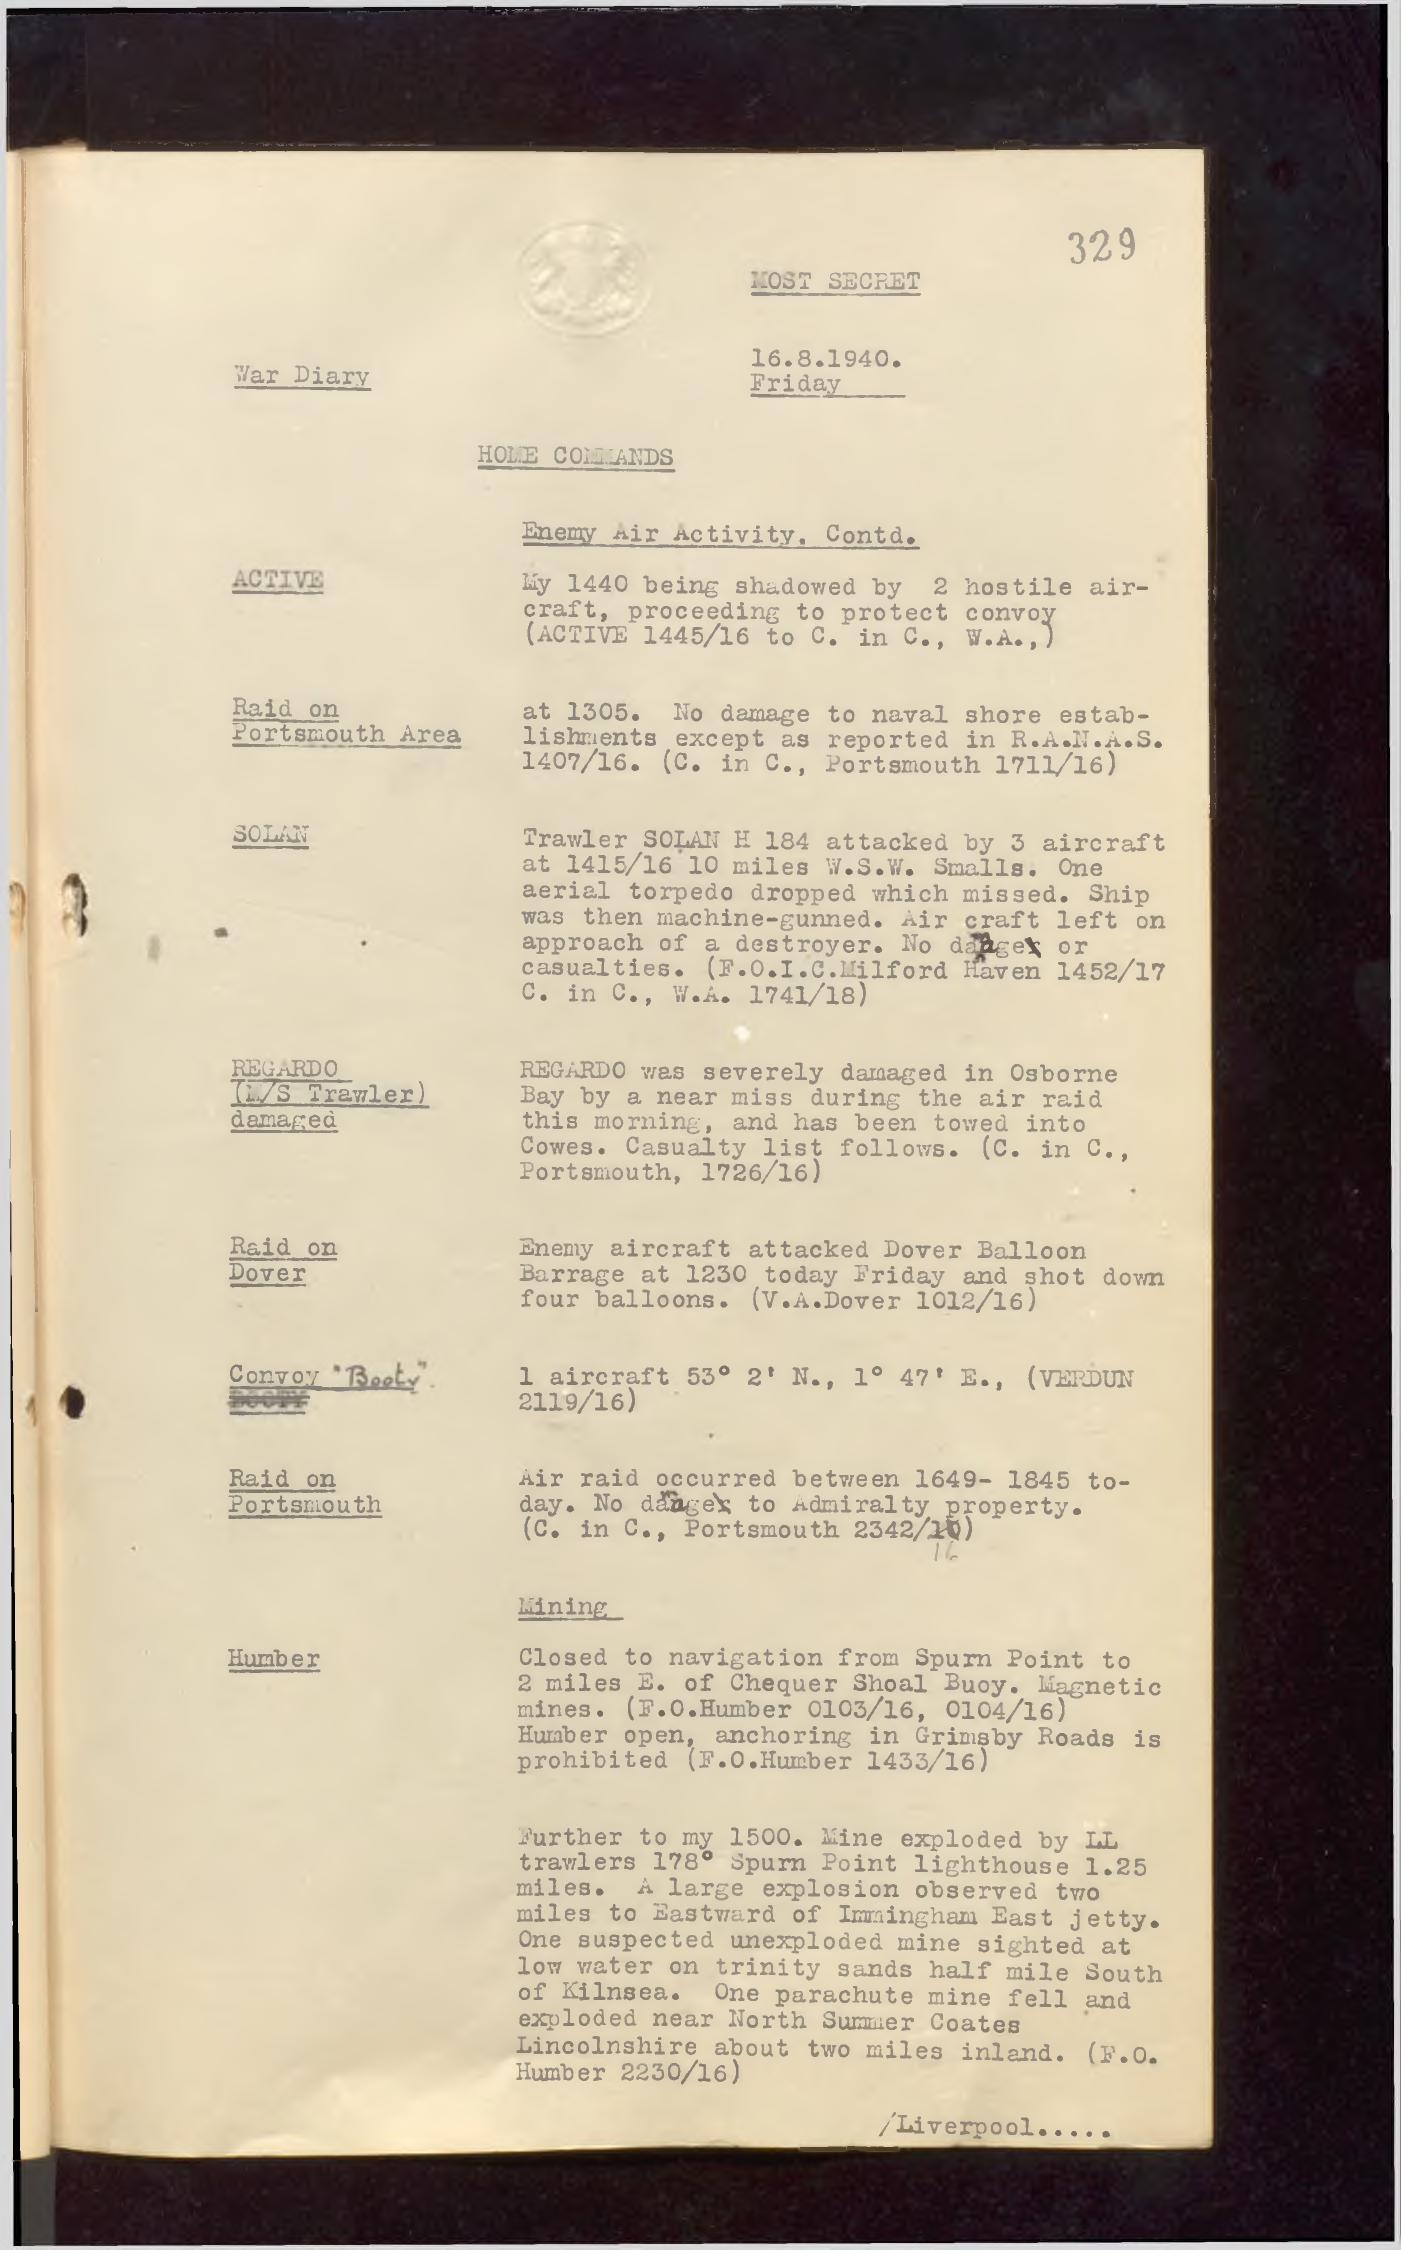 329
MOST SECRET
16.8.1940.
War Diary
Friday
HOME COMMANDS
Enemy Air Activity. Contd.
ACTIVE
My 1440 being shadowed by 2 hostile air-
craft, proceeding to protect convoy
(ACTIVE 1445/16 to C. in C., W.A.,)
Raid on
Portsmouth Area
at 1305. No damage to naval shore estab-
lishments except as reported in R.A.N.A.S.
1407/16. (C. in C., Portsmouth 1711/16)
SOLAN
Trawler SOLAN H 184 attacked by 3 aircraft
at 1415/16 10 miles W.S.W. Smalls. One
aerial torpedo dropped which missed. Ship
was then machine-gunned. Air craft left on
approach of a destroyer. No damage or
casualties. (F.O.I.C.Milford Haven 1452/17
C. in C., W.A. 1741/18)
REGARDO
(M/S Trawler)
damaged
REGARDO was severely damaged in Osborne
Bay by a near miss during the air raid
this morning, and has been towed into
Cowes. Casualty list follows. (C. in C.,
Portsmouth, 1726/16)
Raid on
Dover
Enemy aircraft attacked Dover Balloon
Barrage at 1230 today Friday and shot down
four balloons. (V.A.Dover 1012/16)
Convoy "Booty".
1 aircraft 53° 2' N., 1° 47' E., (VERDUN
2119/16)
Raid on
Portsmouth
Air raid occurred between 1649- 1845 to-
day. No damage to Admiralty property.
(C. in C., Portsmouth 2342/16)
16
Mining
Humber
Closed to navigation from Spurn Point to
2 miles E. of Chequer Shoal Buoy. Magnetic
mines. (F.O.Humber 0103/16, 0104/16)
Humber open, anchoring in Grimsby Roads is
prohibited (F.O.Humber 1433/16)
Further to my 1500. Mine exploded by LL
trawlers 178° Spurn Point lighthouse 1.25
miles. A large explosion observed two
miles to Eastward of Immingham East jetty.
One suspected unexploded mine sighted at
low water on trinity sands half mile South
of Kilnsea. One parachute mine fell and
exploded near North Summer Coates
Lincolnshire about two miles inland. (F.O.
Humber 2230/16)
/Liverpool.....